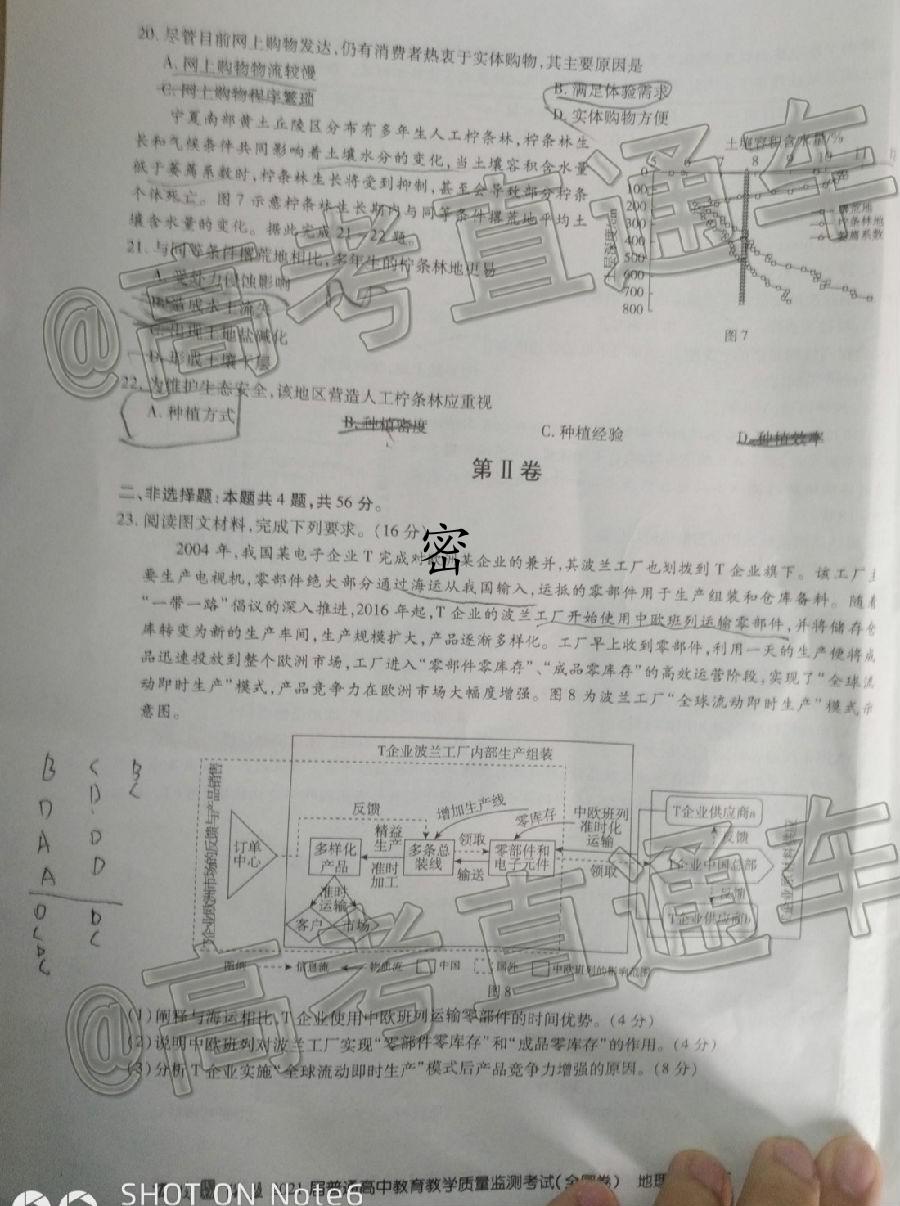 20. 尽管目前网上购物发达,仍有消费者热衷于实体购物,其主要原因是
A. 网上购物物流较慢
B. 满足体验需求
C. 网上购物程序繁琐
D. 实体购物方便
宁夏南部黄土丘陵区分布有多年生人工柠条林,柠条林生
长和气候条件共同影响着土壤水分的变化,当土壤容积含水量
低于萎蔫系数时,柠条林生长将受到抑制,甚至会导致部分柠条
个体死亡。图7示意柠条林生长期内与同等条件撂荒地平均土
填含水量的变化。据此完成21~22题。
土壤容积含水量/%
5 6 7 8 9 10 11
100
200
300
400
500
600
700
800
撂荒地
柠条林地
萎蔫系数
图7
21. 与同等条件撂荒地相比,多年生的柠条林地更易
A. 受外力侵蚀影响
B. 造成水土流失
C. 出现土地盐碱化
D. 形成土壤干层
22. 为维护生态安全,该地区营造人工柠条林应重视
A. 种植方式
B. 种植密度
C. 种植经验
D. 种植效率
第Ⅱ卷
二、非选择题:本题共4题,共56分。
23. 阅读图文材料,完成下列要求。(16分)
密
2004年,我国某电子企业T完成对欧洲某企业的兼并,其波兰工厂也划拨到T企业旗下。该工厂主
要生产电视机,零部件绝大部分通过海运从我国输入,运抵的零部件用于生产组装和仓库备料。随着
“一带一路”倡议的深入推进,2016年起,T企业的波兰工厂开始使用中欧班列运输零部件,并将储存仓
库转变为新的生产车间,生产规模扩大,产品逐渐多样化。工厂早上收到零部件,利用一天的生产便将成
品迅速投放到整个欧洲市场,工厂进入“零部件零库存”、“成品零库存”的高效运营阶段,实现了“全球流
动即时生产”模式,产品竞争力在欧洲市场大幅度增强。图8为波兰工厂“全球流动即时生产”模式示
意图。
T企业波兰工厂内部生产组装
订单中心
反馈
增加生产线
零库存
中欧班列准时化运输
多样化产品
精益生产
准时加工
多条总装线
领取
输送
零部件和电子元件
领取
准时运输
客户
市场
T企业供应商a
反馈
T企业中国总部
反馈
T企业供应商b
图例
信息流
物质流
中国
国外
中欧班列的影响范围
图8
(1)阐释与海运相比,T企业使用中欧班列运输零部件的时间优势。(4分)
(2)说明中欧班列对波兰工厂实现“零部件零库存”和“成品零库存”的作用。(4分)
(3)分析T企业实施“全球流动即时生产”模式后产品竞争力增强的原因。(8分)
B C B
D D C
A D
A D
D D
C C
D
C
@高考直通车
@高考直通车
021届普通高中教育教学质量监测考试(全国卷) 地理
SHOT ON Note6